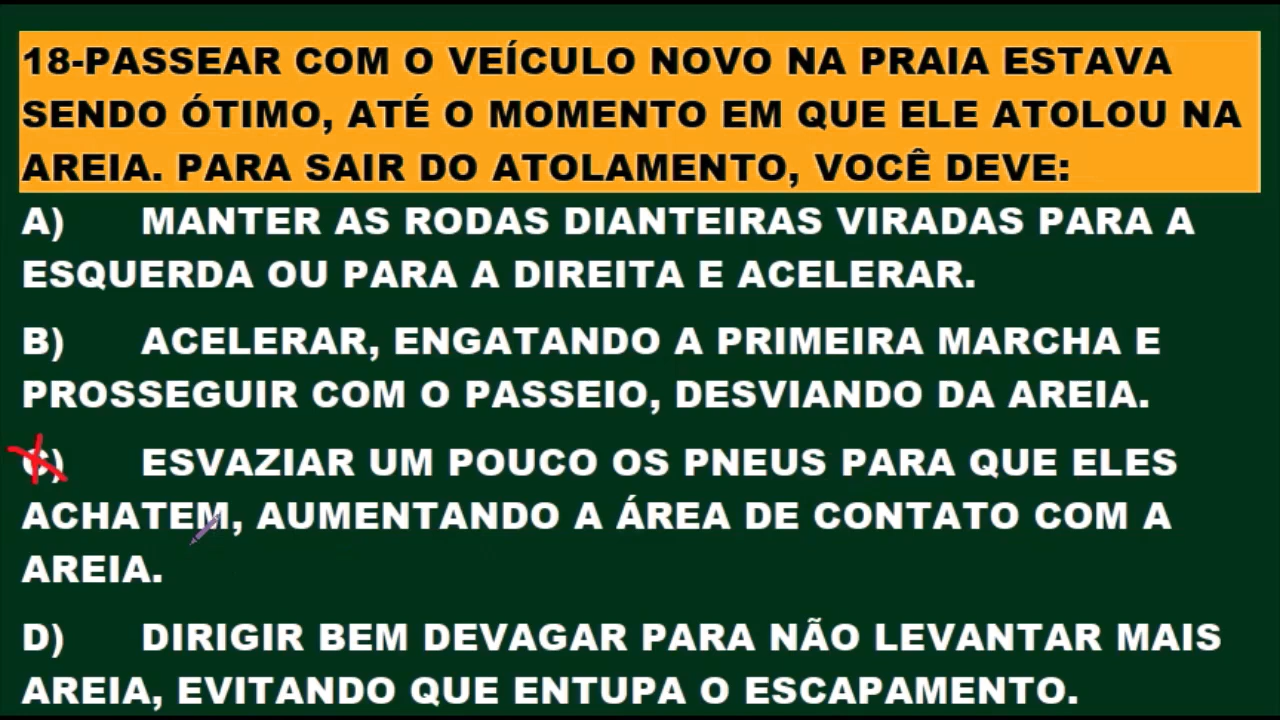 18-PASSEAR COM O VEÍCULO NOVO NA PRAIA ESTAVA
SENDO ÓTIMO, ATÉ O MOMENTO EM QUE ELE ATOLOU NA
AREIA. PARA SAIR DO ATOLAMENTO, VOCÊ DEVE:
A) MANTER AS RODAS DIANTEIRAS VIRADAS PARA A
ESQUERDA OU PARA A DIREITA E ACELERAR.
B) ACELERAR, ENGATANDO A PRIMEIRA MARCHA E
PROSSEGUIR COM O PASSEIO, DESVIANDO DA AREIA.
C) ESVAZIAR UM POUCO OS PNEUS PARA QUE ELES
ACHATEM, AUMENTANDO A ÁREA DE CONTATO COM A
AREIA.
D) DIRIGIR BEM DEVAGAR PARA NÃO LEVANTAR MAIS
AREIA, EVITANDO QUE ENTUPA O ESCAPAMENTO.